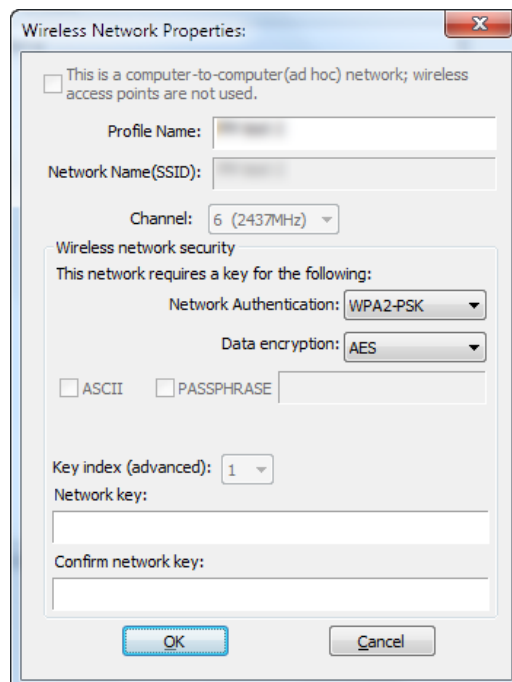 Wireless Network Properties:
This is a computer-to-computer(ad hoc) network; wireless
access points are not used.
Profile Name:
Network Name(SSID):
Channel: 6 (2437MHz)
Wireless network security
This network requires a key for the following:
Network Authentication: WPA2-PSK
Data encryption: AES
ASCII PASSPHRASE
Key index (advanced): 1
Network key:
Confirm network key:
OK Cancel